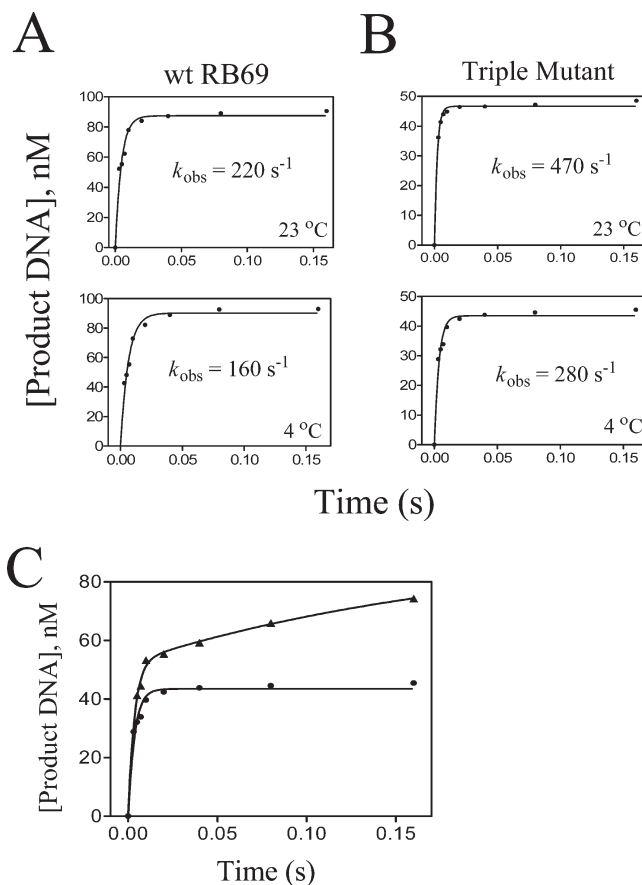 A
B
wt RB69
Triple Mutant
[Product DNA], nM
100
80
60
40
20
0
0.00
0.05
0.10
0.15
kobs = 220 s-1
23 °C
50
40
30
20
10
0
0.00
0.05
0.10
0.15
kobs = 470 s-1
23 °C
100
80
60
40
20
0
0.00
0.05
0.10
0.15
kobs = 160 s-1
4 °C
50
40
30
20
10
0
0.00
0.05
0.10
0.15
kobs = 280 s-1
4 °C
Time (s)
C
[Product DNA], nM
80
60
40
20
0
0.00
0.05
0.10
0.15
Time (s)